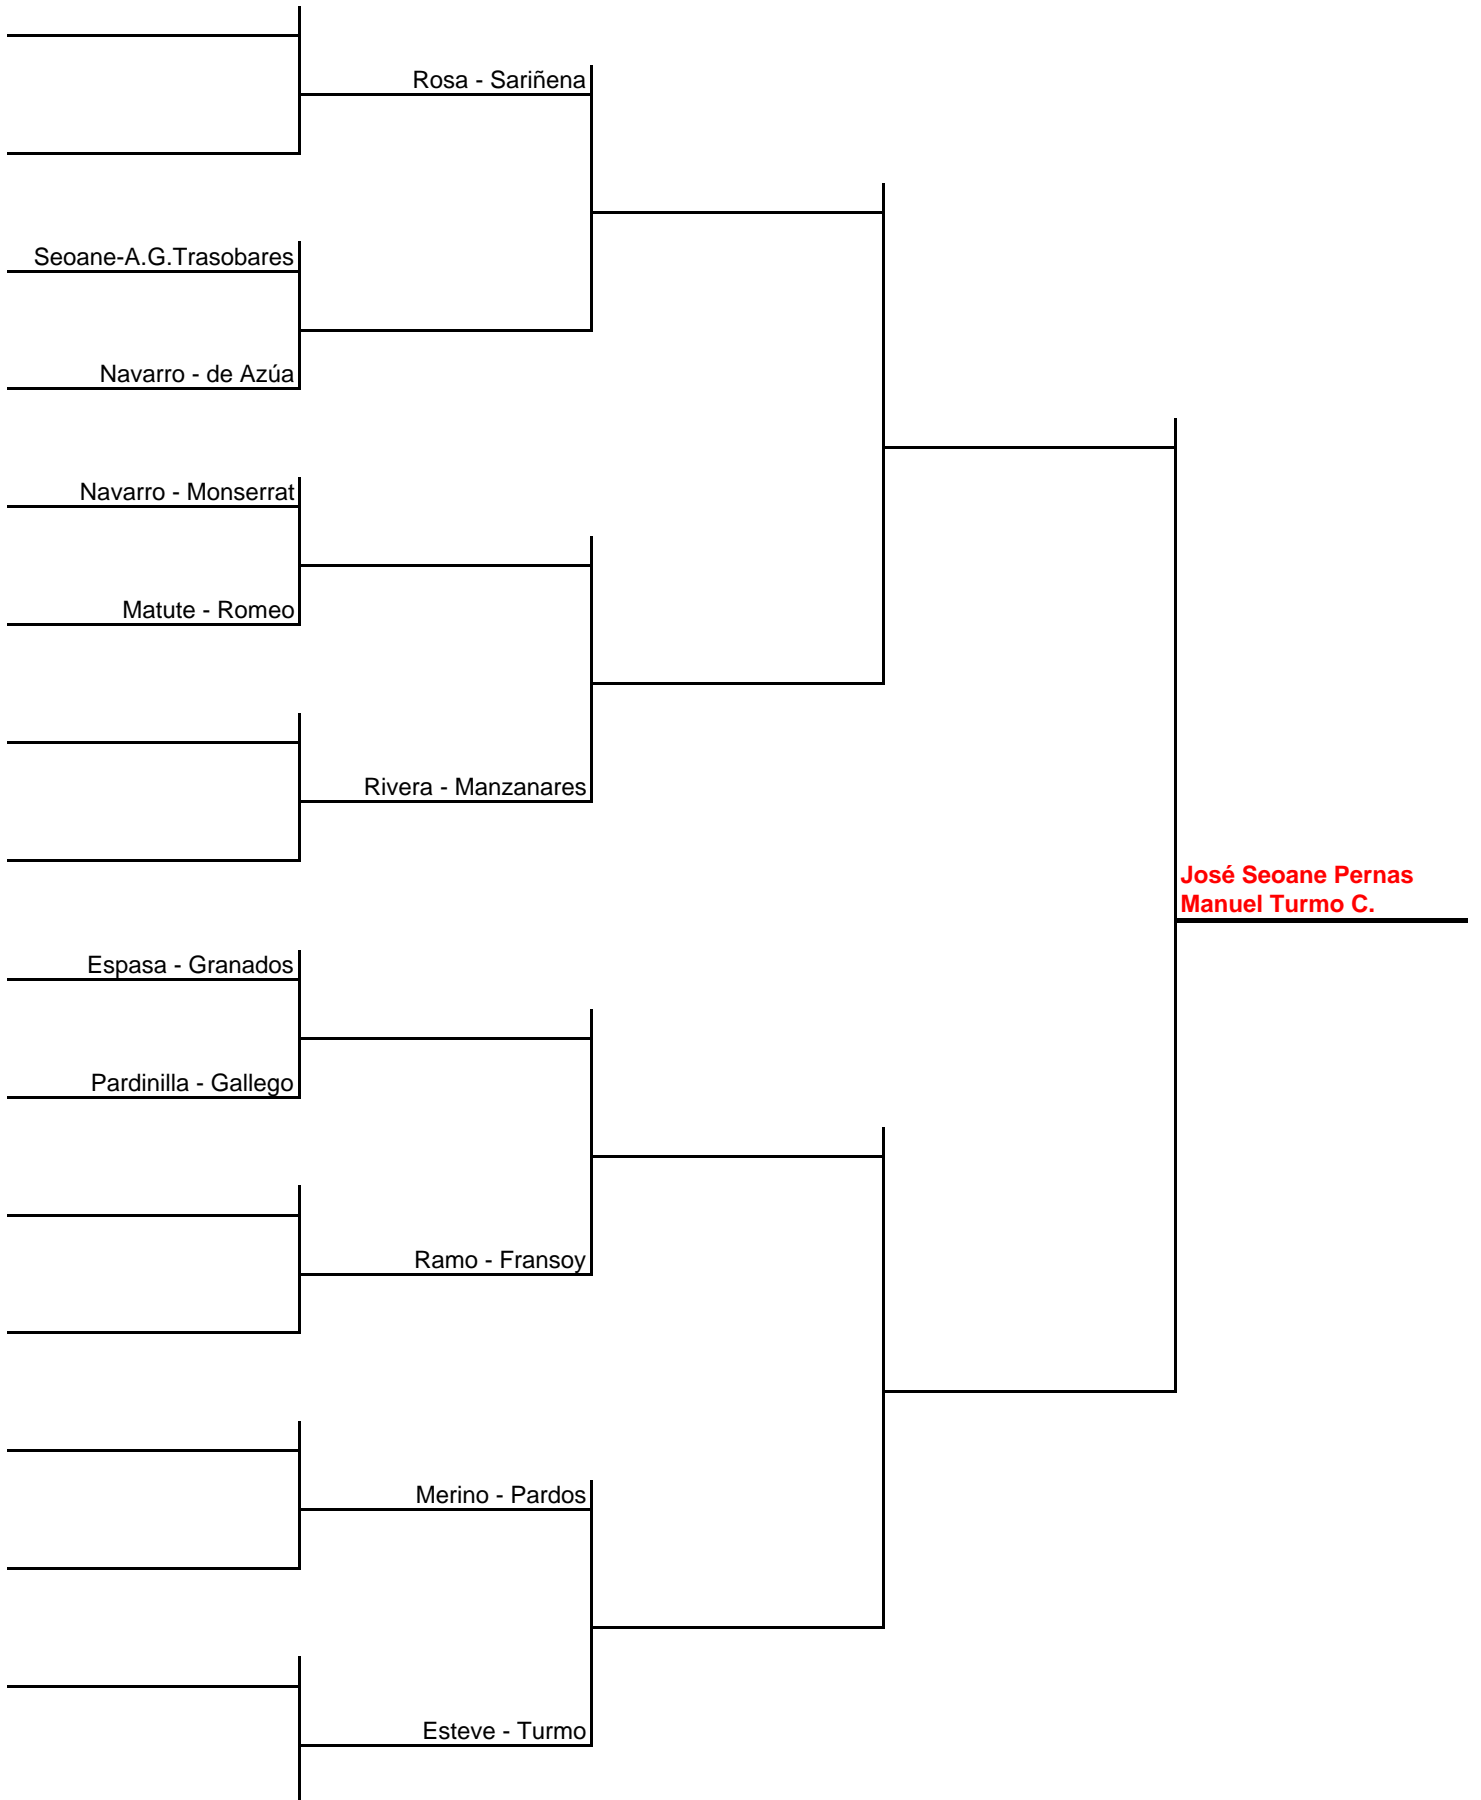 Rosa - Sariñena
Seoane-A.G.Trasobares
Navarro - de Azúa
Navarro - Monserrat
Matute - Romeo
Rivera - Manzanares
José Seoane Pernas
Manuel Turmo C.
Espasa - Granados
Pardinilla - Gallego
Ramo - Fransoy
Merino - Pardos
Esteve - Turmo